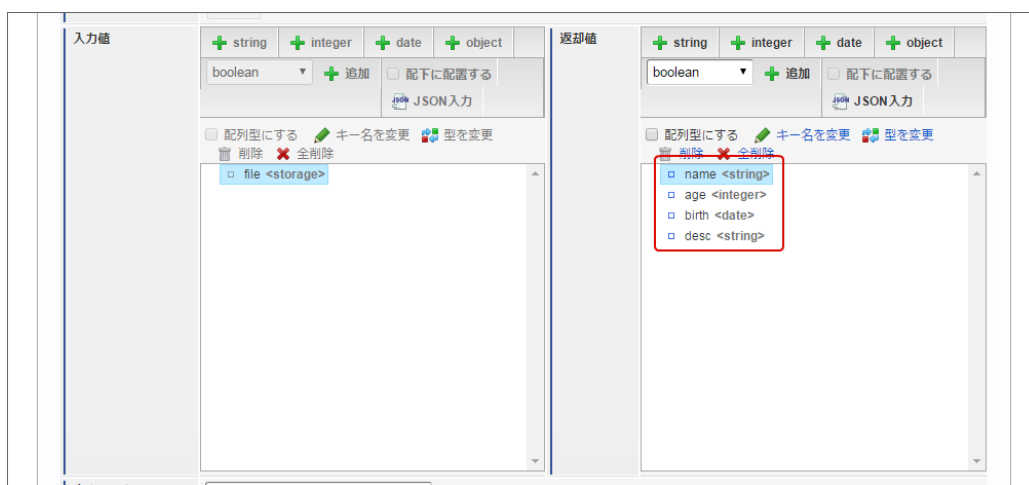 入力値
string integer date object
boolean 追加 配下に配置する
JSON JSON入力
配列型にする キー名を変更 型を変更
削除 全削除
file <storage>
返却値
string integer date object
boolean 追加 配下に配置する
JSON JSON入力
配列型にする キー名を変更 型を変更
削除 全削除
name <string>
age <integer>
birth <date>
desc <string>